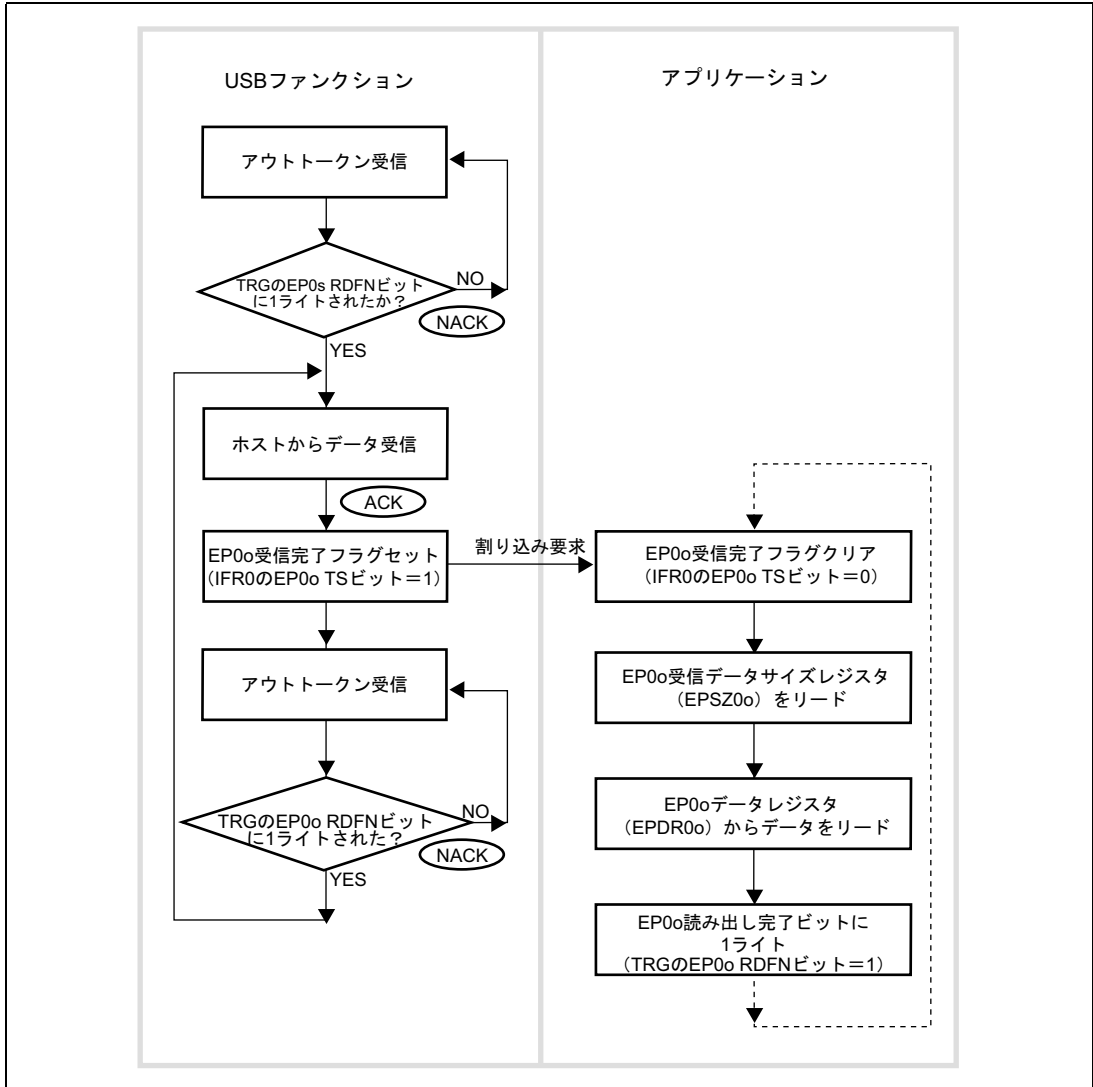 USBファンクション
アウトトークン受信
TRGのEP0s RDFNビット
に1ライトされたか？
NO
NACK
YES
ホストからデータ受信
ACK
EP0o受信完了フラグセット
（IFR0のEP0o TSビット＝1）
割り込み要求
アウトトークン受信
TRGのEP0o RDFNビット
に1ライトされた？
NO
NACK
YES
アプリケーション
EP0o受信完了フラグクリア
（IFR0のEP0o TSビット＝0）
EP0o受信データサイズレジスタ
（EPSZ0o）をリード
EP0oデータレジスタ
（EPDR0o）からデータをリード
EP0o読み出し完了ビットに
1ライト
（TRGのEP0o RDFNビット＝1）